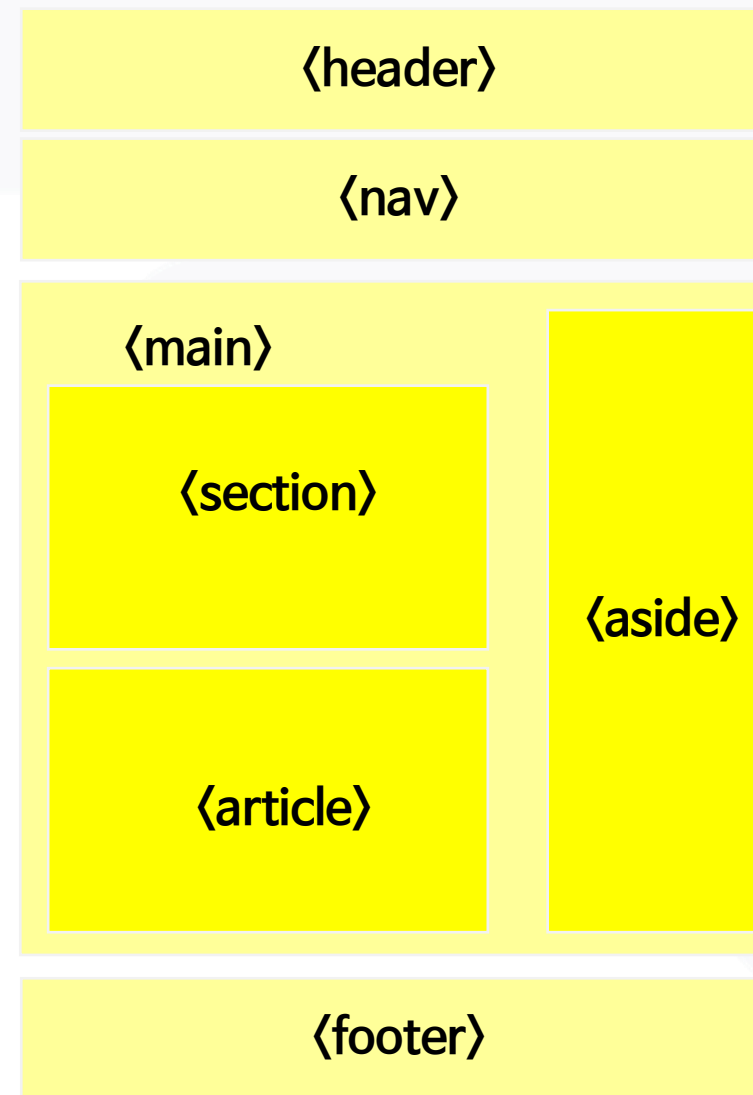 〈header〉
〈nav〉
〈main〉
〈section〉
〈article〉
〈aside〉
〈footer〉